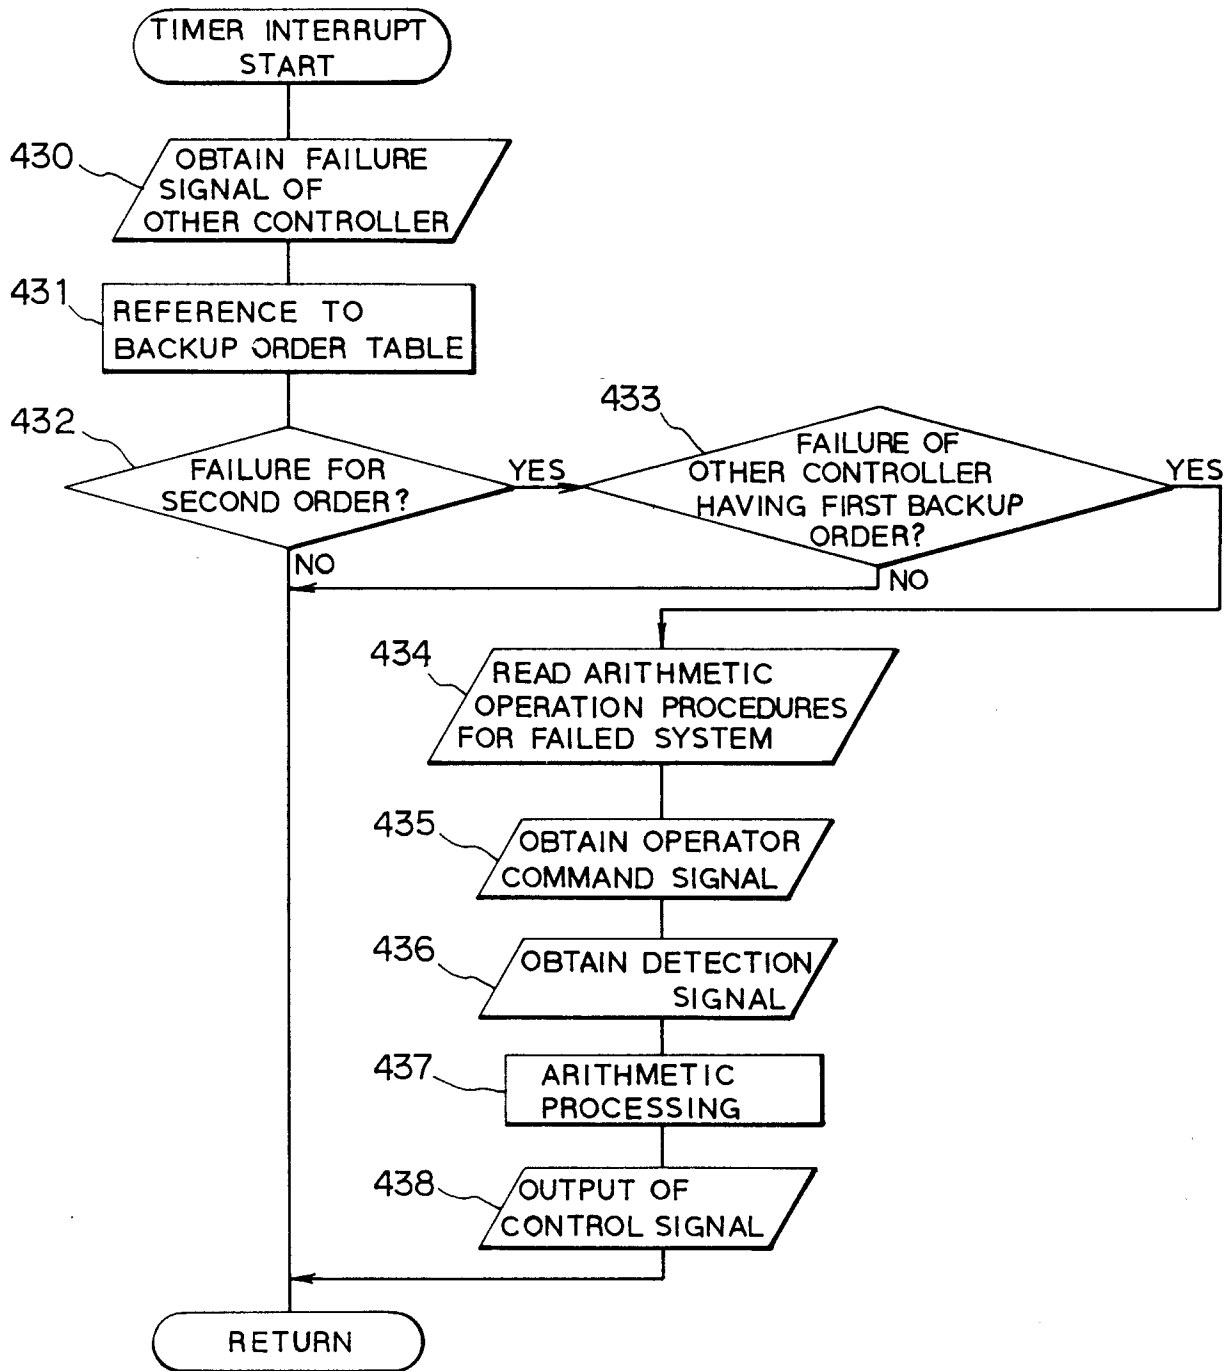 TIMER INTERRUPT
START
430
OBTAIN FAILURE
SIGNAL OF
OTHER CONTROLLER
431
REFERENCE TO
BACKUP ORDER TABLE
432
FAILURE FOR
SECOND ORDER?
YES
NO
433
FAILURE OF
OTHER CONTROLLER
HAVING FIRST BACKUP
ORDER?
YES
NO
434
READ ARITHMETIC
OPERATION PROCEDURES
FOR FAILED SYSTEM
435
OBTAIN OPERATOR
COMMAND SIGNAL
436
OBTAIN DETECTION
SIGNAL
437
ARITHMETIC
PROCESSING
438
OUTPUT OF
CONTROL SIGNAL
RETURN